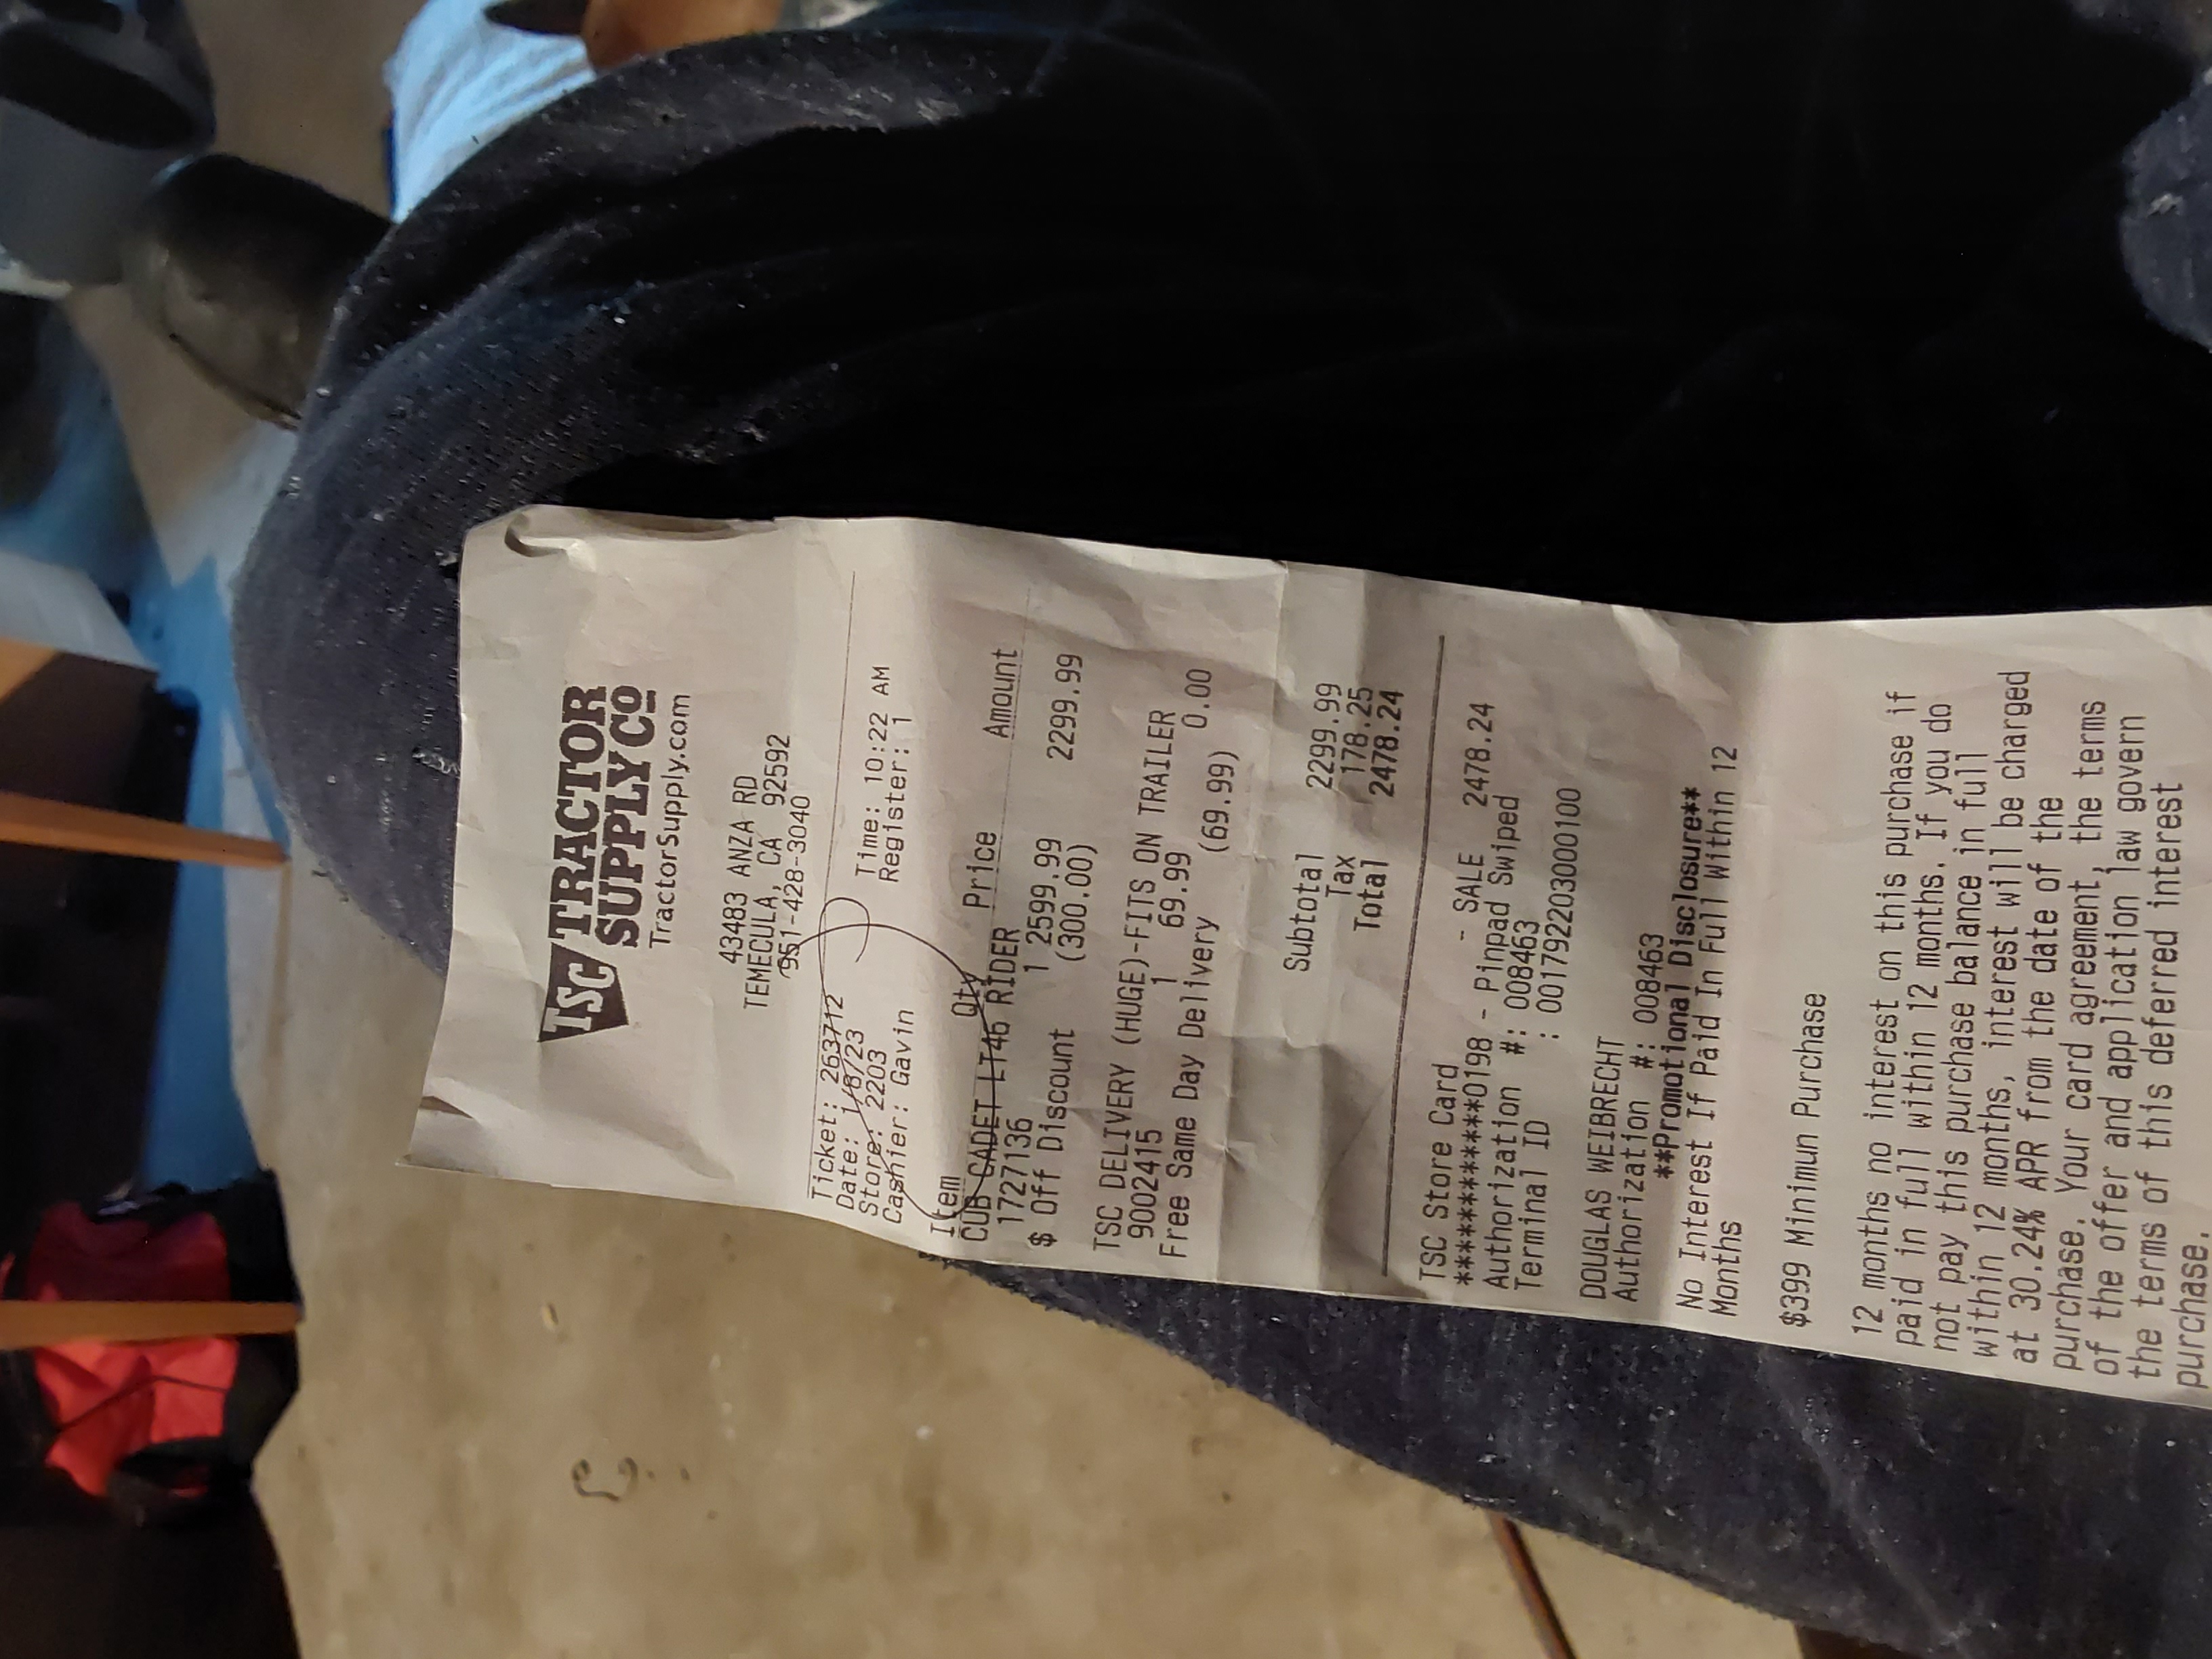 TSC TRACTOR
SUPPLY CO
TractorSupply.com
43483 ANZA RD
TEMECULA, CA 92592
951-428-3040
Ticket: 263712
Date: 1/8/23 Time: 10:22 AM
Store: 2203 Register: 1
Cashier: Gavin
Item Qty Price Amount
CUB CADET LT46 RIDER
1727136 1 2599.99 2299.99
$ Off Discount (300.00)
TSC DELIVERY (HUGE)-FITS ON TRAILER
9002415 1 69.99 0.00
Free Same Day Delivery (69.99)
Subtotal 2299.99
Tax 178.25
Total 2478.24
TSC Store Card - SALE 2478.24
************0198 - Pinpad Swiped
Authorization #: 008463
Terminal ID : 001792203000100
DOUGLAS WEIBRECHT
Authorization #: 008463
**Promotional Disclosure**
No Interest If Paid In Full Within 12
Months
$399 Minimun Purchase
12 months no interest on this purchase if
paid in full within 12 months. If you do
not pay this purchase balance in full
within 12 months, interest will be charged
at 30.24% APR from the date of the
purchase. Your card agreement, the terms
of the offer and application law govern
the terms of this deferred interest
purchase.